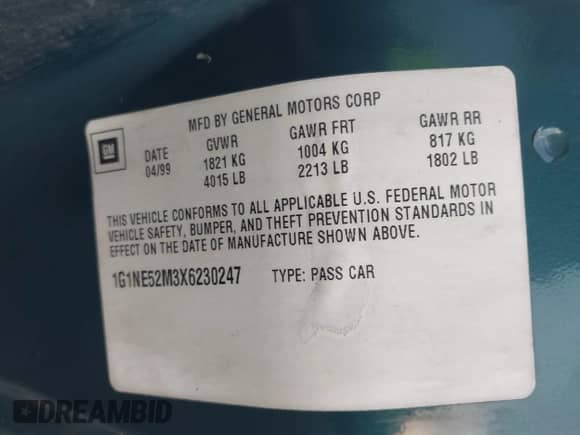 MFD BY GENERAL MOTORS CORP
GM
DATE GVWR GAWR FRT GAWR RR
04/99 1821 KG 1004 KG 817 KG
4015 LB 2213 LB 1802 LB
THIS VEHICLE CONFORMS TO ALL APPLICABLE U.S. FEDERAL MOTOR
VEHICLE SAFETY, BUMPER, AND THEFT PREVENTION STANDARDS IN
EFFECT ON THE DATE OF MANUFACTURE SHOWN ABOVE.
1G1NE52M3X6230247 TYPE: PASS CAR
DREAMBID